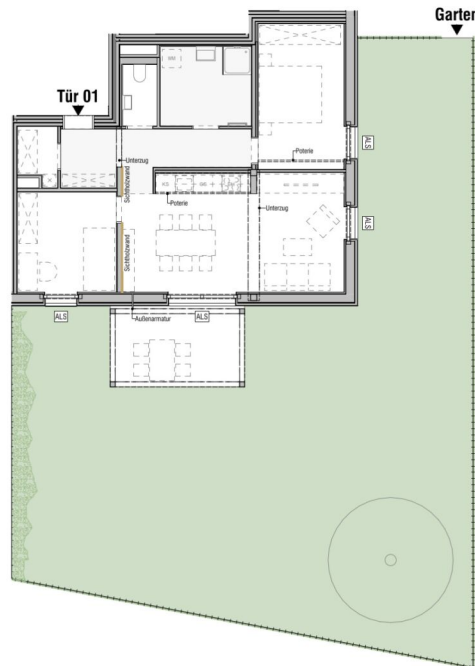 Garten
Tür 01
Unterzug
Poterie
ALS
Sichtholzwand
Poterie
Unterzug
ALS
Sichtholzwand
ALS
ALS
Außenarmatur